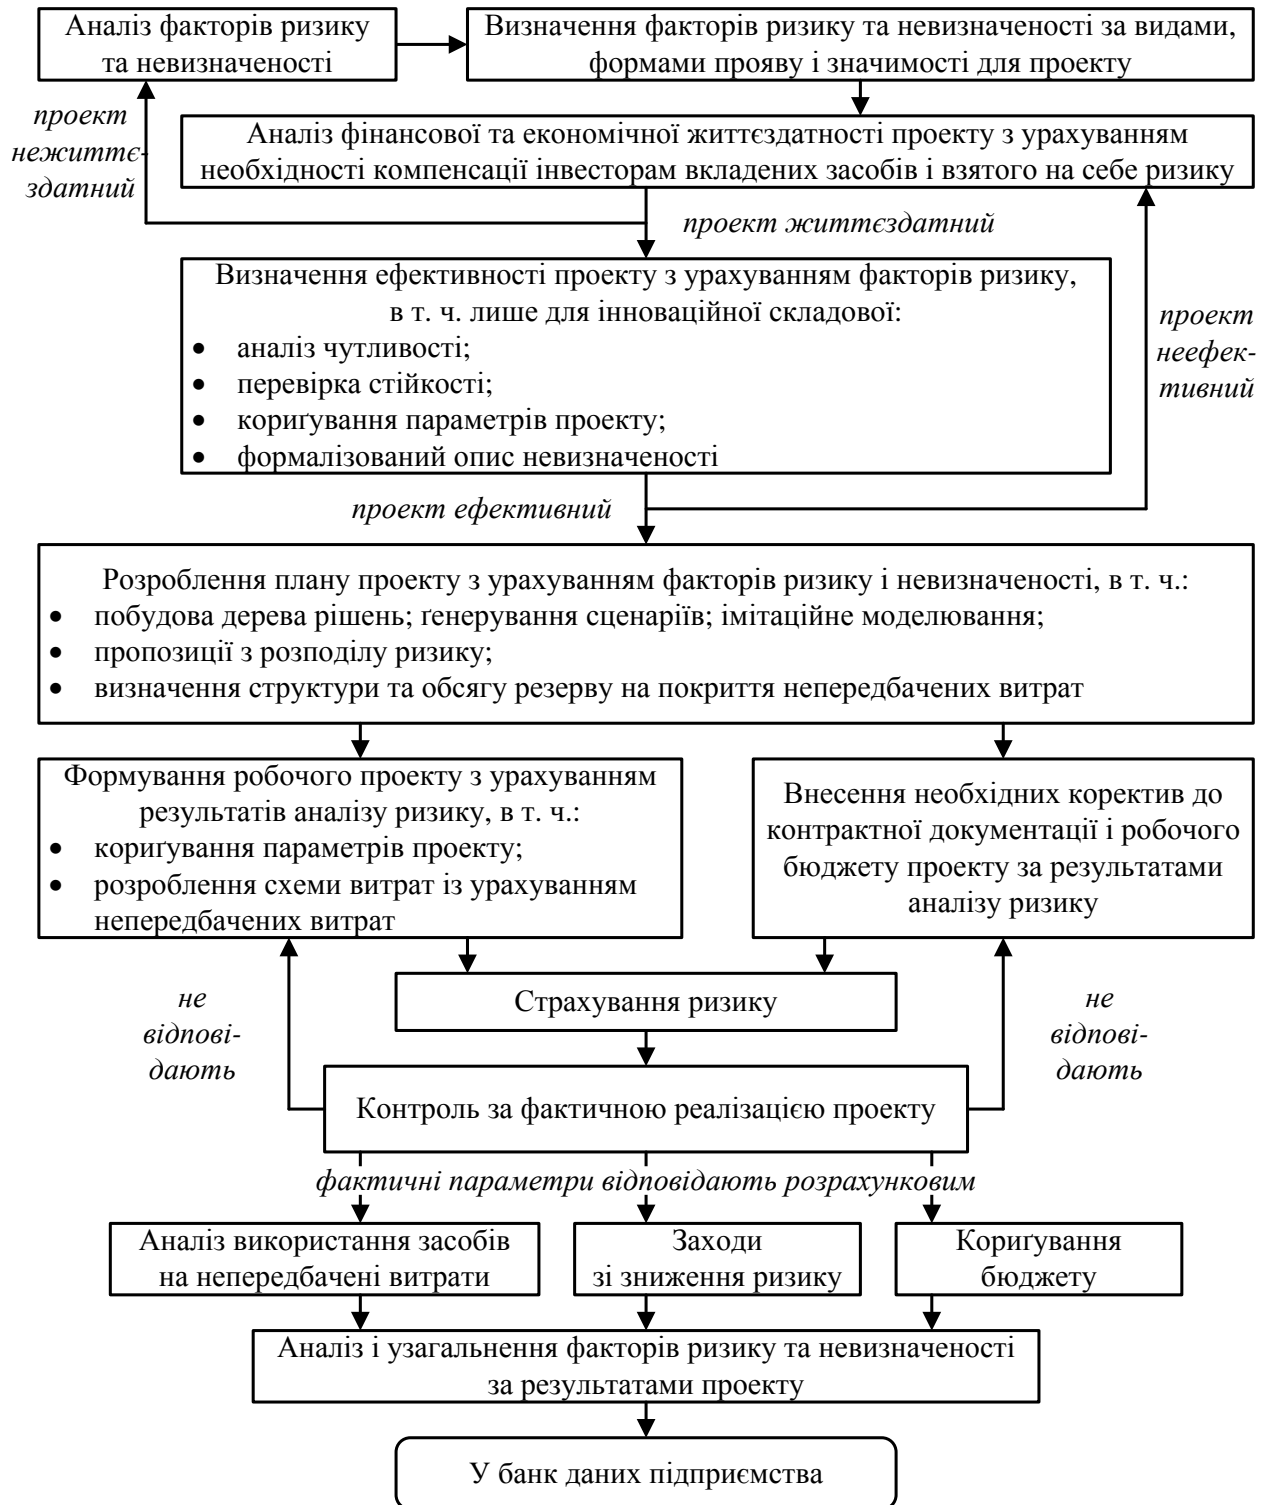 Аналіз факторів ризику
та невизначеності
Визначення факторів ризику та невизначеності за видами,
формами прояву і значимості для проекту
проект
нежиттє-
здатний
Аналіз фінансової та економічної життєздатності проекту з урахуванням
необхідності компенсації інвесторам вкладених засобів і взятого на себе ризику
проект життєздатний
Визначення ефективності проекту з урахуванням факторів ризику,
в т. ч. лише для інноваційної складової:
• аналіз чутливості;
• перевірка стійкості;
• кориґування параметрів проекту;
• формалізований опис невизначеності
проект
неефек-
тивний
проект ефективний
Розроблення плану проекту з урахуванням факторів ризику і невизначеності, в т. ч.:
• побудова дерева рішень; ґенерування сценаріїв; імітаційне моделювання;
• пропозиції з розподілу ризику;
• визначення структури та обсягу резерву на покриття непередбачених витрат
Формування робочого проекту з урахуванням
результатів аналізу ризику, в т. ч.:
• кориґування параметрів проекту;
• розроблення схеми витрат із урахуванням
непередбачених витрат
Внесення необхідних коректив до
контрактної документації і робочого
бюджету проекту за результатами
аналізу ризику
не
відпові-
дають
Страхування ризику
не
відпові-
дають
Контроль за фактичною реалізацією проекту
фактичні параметри відповідають розрахунковим
Аналіз використання засобів
на непередбачені витрати
Заходи
зі зниження ризику
Кориґування
бюджету
Аналіз і узагальнення факторів ризику та невизначеності
за результатами проекту
У банк даних підприємства